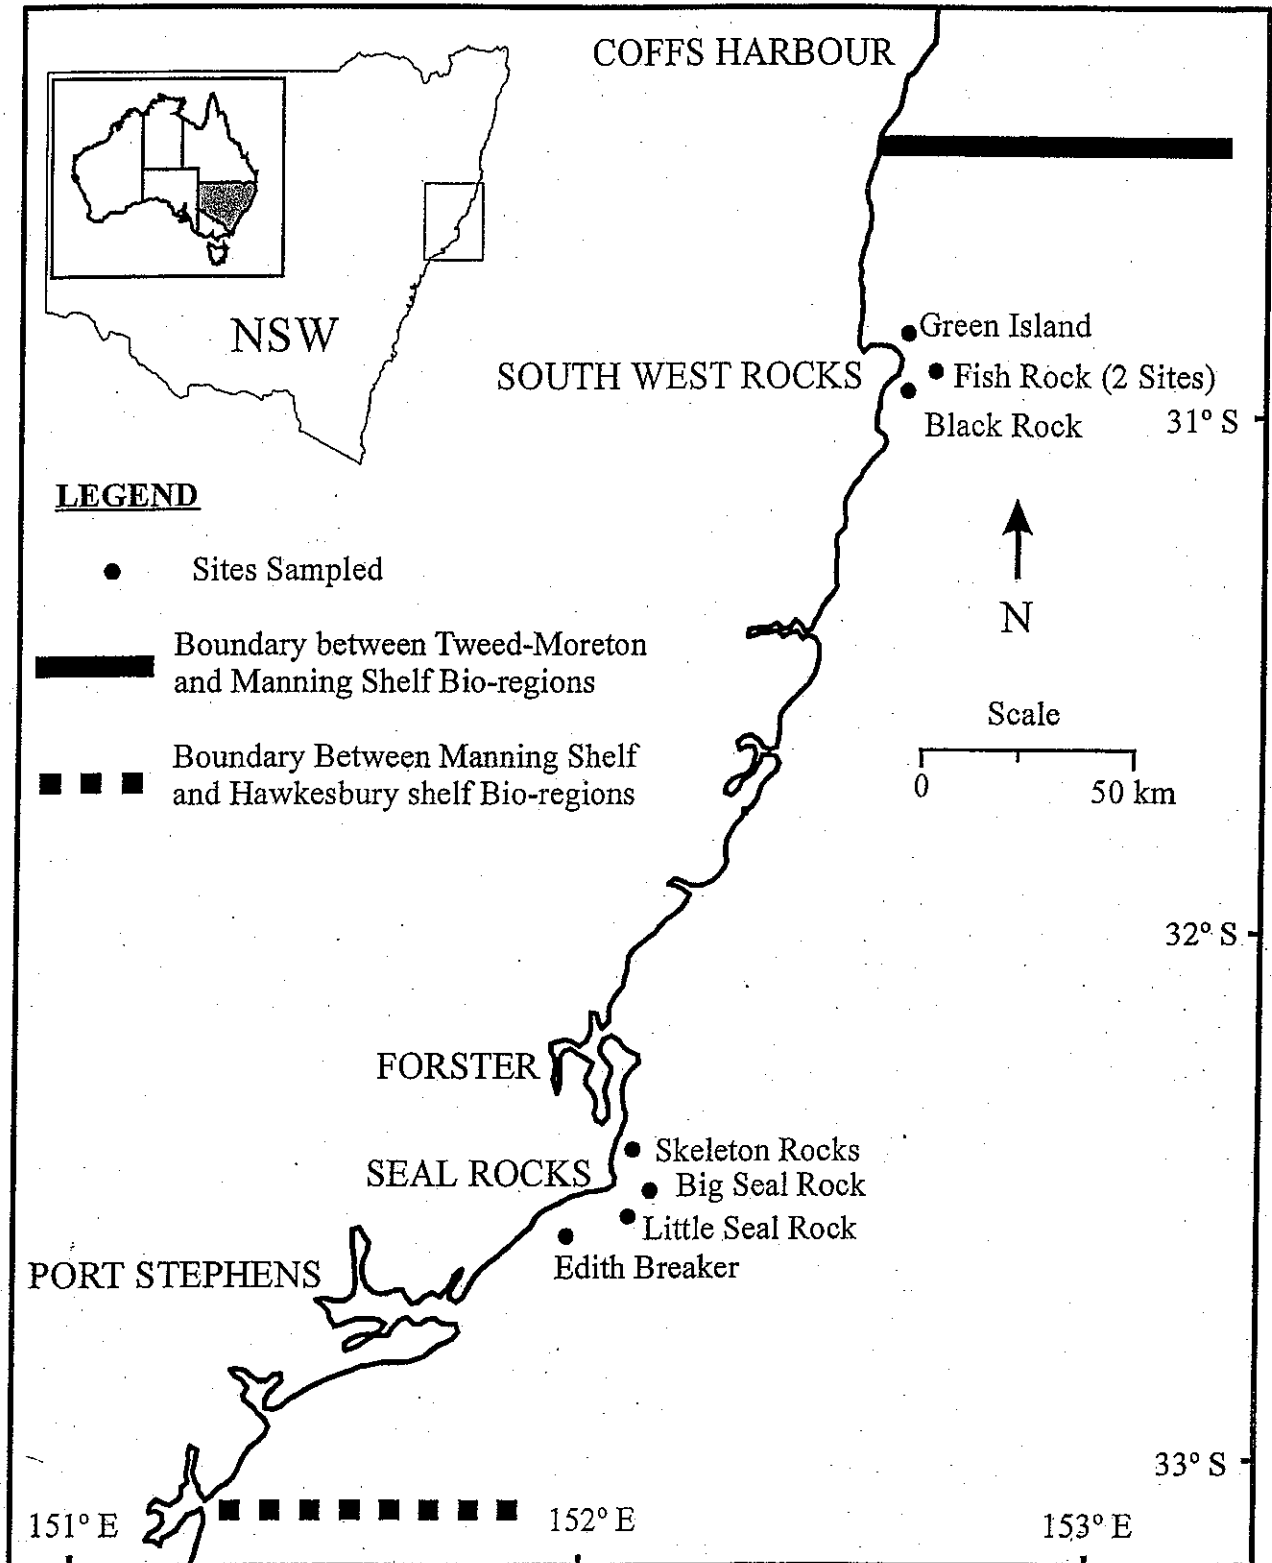 COFFS HARBOUR
NSW
Green Island
SOUTH WEST ROCKS
Fish Rock (2 Sites)
Black Rock
31° S
LEGEND
Sites Sampled
N
Boundary between Tweed-Moreton
and Manning Shelf Bio-regions
Scale
Boundary Between Manning Shelf
and Hawkesbury shelf Bio-regions
0
50 km
32° S
FORSTER
Skeleton Rocks
SEAL ROCKS
Big Seal Rock
Little Seal Rock
Edith Breaker
PORT STEPHENS
33° S
151° E
152° E
153° E